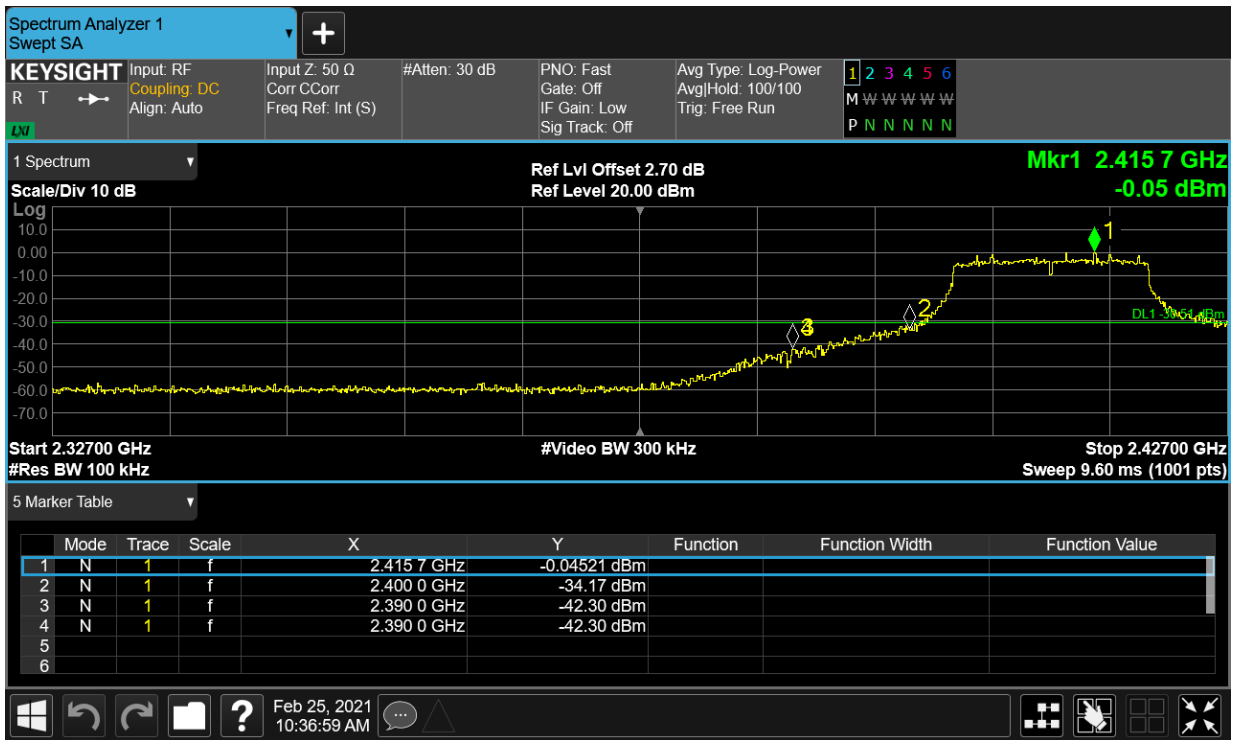 Spectrum Analyzer 1
Swept SA
KEYSIGHT
R T
LXI
Input: RF
Coupling: DC
Align: Auto
Input Z: 50 Ω
Corr CCorr
Freq Ref: Int (S)
#Atten: 30 dB
PNO: Fast
Gate: Off
IF Gain: Low
Sig Track: Off
Avg Type: Log-Power
Avg|Hold: 100/100
Trig: Free Run
1 2 3 4 5 6
M W W W W W
P N N N N N
1 Spectrum
Scale/Div 10 dB
Ref Lvl Offset 2.70 dB
Ref Level 20.00 dBm
Mkr1 2.415 7 GHz
-0.05 dBm
Log
10.0
0.00
-10.0
-20.0
-30.0
-40.0
-50.0
-60.0
-70.0
1
2
DL1
Start 2.32700 GHz
#Res BW 100 kHz
#Video BW 300 kHz
Stop 2.42700 GHz
Sweep 9.60 ms (1001 pts)
5 Marker Table
Mode Trace Scale X Y Function Function Width Function Value
1 N 1 f 2.415 7 GHz -0.04521 dBm
2 N 1 f 2.400 0 GHz -34.17 dBm
3 N 1 f 2.390 0 GHz -42.30 dBm
4 N 1 f 2.390 0 GHz -42.30 dBm
5
6
?
Feb 25, 2021
10:36:59 AM